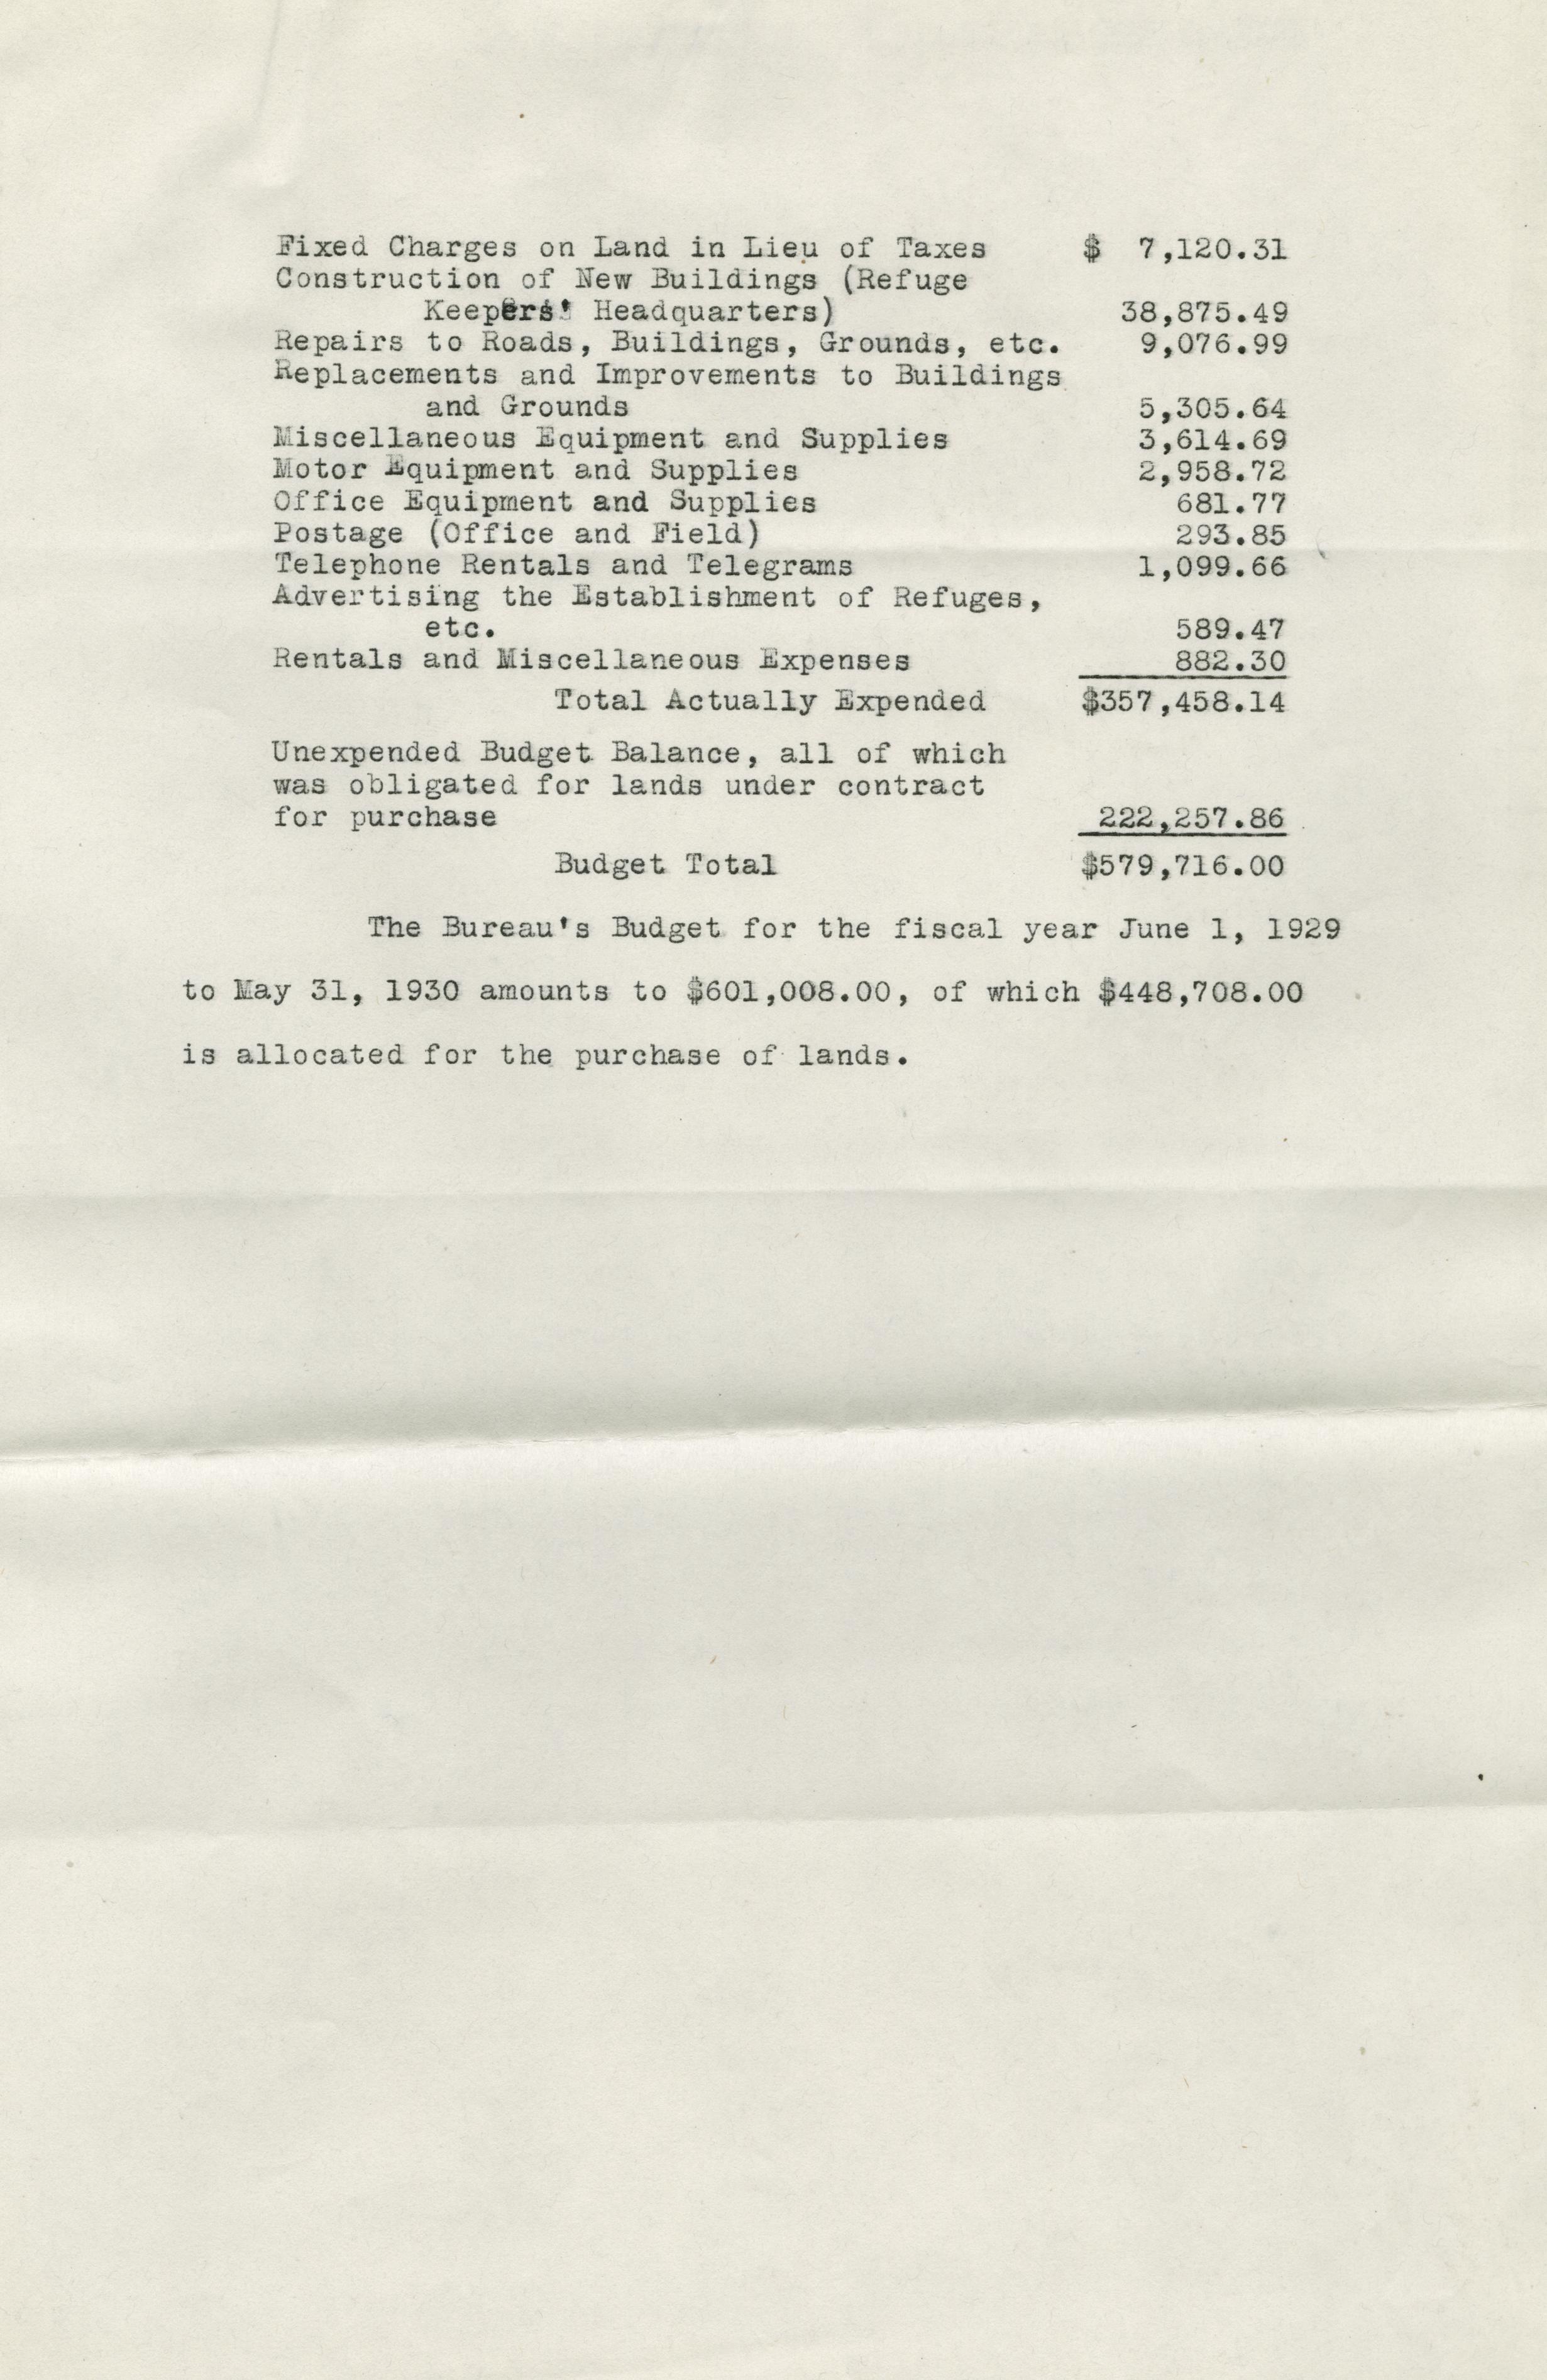 Fixed Charges on Land in Lieu of Taxes $ 7,120.31
Construction of New Buildings (Refuge
Keepers' Headquarters) 38,875.49
Repairs to Roads, Buildings, Grounds, etc. 9,076.99
Replacements and Improvements to Buildings
and Grounds 5,305.64
Miscellaneous Equipment and Supplies 3,614.69
Motor Equipment and Supplies 2,958.72
Office Equipment and Supplies 681.77
Postage (Office and Field) 293.85
Telephone Rentals and Telegrams 1,099.66
Advertising the Establishment of Refuges,
etc. 589.47
Rentals and Miscellaneous Expenses 882.30
Total Actually Expended $357,458.14
Unexpended Budget Balance, all of which
was obligated for lands under contract
for purchase 222,257.86
Budget Total $579,716.00
The Bureau's Budget for the fiscal year June 1, 1929
to May 31, 1930 amounts to $601,008.00, of which $448,708.00
is allocated for the purchase of lands.